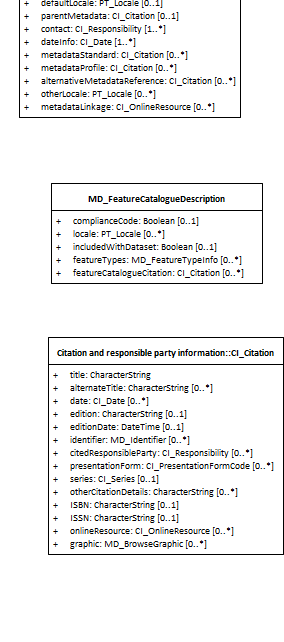 + defaultLocale: PT_Locale [0..1]
+ parentMetadata: CI_Citation [0..1]
+ contact: CI_Responsibility [1..*]
+ dateInfo: CI_Date [1..*]
+ metadataStandard: CI_Citation [0..*]
+ metadataProfile: CI_Citation [0..*]
+ alternativeMetadataReference: CI_Citation [0..*]
+ otherLocale: PT_Locale [0..*]
+ metadataLinkage: CI_OnlineResource [0..*]
MD_FeatureCatalogueDescription
+ complianceCode: Boolean [0..1]
+ locale: PT_Locale [0..*]
+ includedWithDataset: Boolean [0..1]
+ featureTypes: MD_FeatureTypeInfo [0..*]
+ featureCatalogueCitation: CI_Citation [0..*]
Citation and responsible party information::CI_Citation
+ title: CharacterString
+ alternateTitle: CharacterString [0..*]
+ date: CI_Date [0..*]
+ edition: CharacterString [0..1]
+ editionDate: DateTime [0..1]
+ identifier: MD_Identifier [0..*]
+ citedResponsibleParty: CI_Responsibility [0..*]
+ presentationForm: CI_PresentationFormCode [0..*]
+ series: CI_Series [0..1]
+ otherCitationDetails: CharacterString [0..*]
+ ISBN: CharacterString [0..1]
+ ISSN: CharacterString [0..1]
+ onlineResource: CI_OnlineResource [0..*]
+ graphic: MD_BrowseGraphic [0..*]